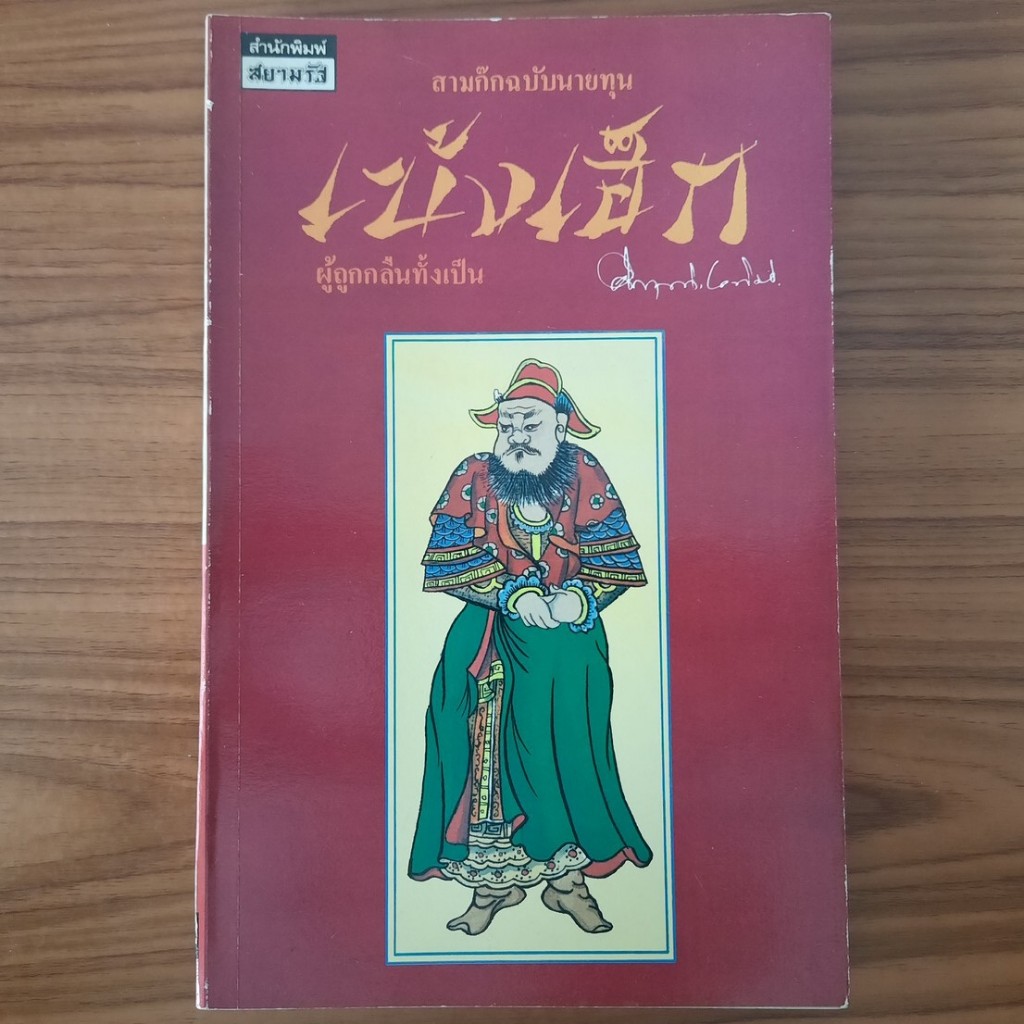 สำนักพิมพ์
สยามรัฐ
สามก๊กฉบับนายทุน
เบ้งเฮ็ก
ผู้ถูกกลืนทั้งเป็น